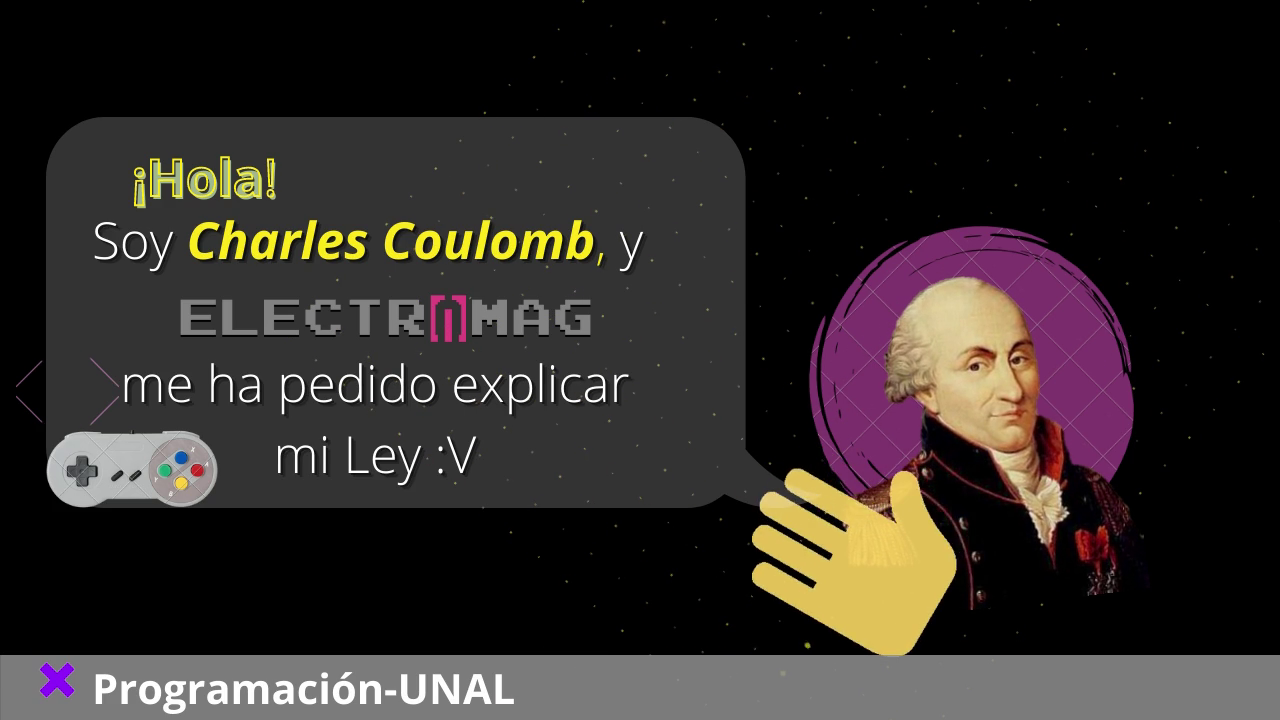 ¡Hola!
Soy Charles Coulomb, y
ELECTROMAG
me ha pedido explicar
mi Ley :V
Programación-UNAL